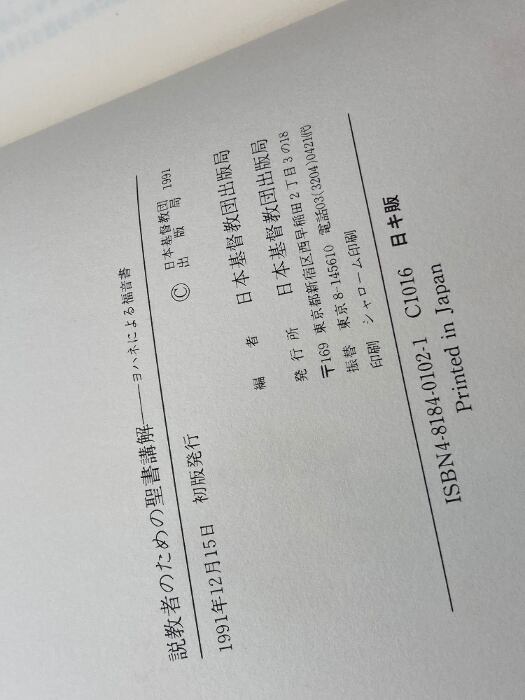 説教者のための聖書講解――ヨハネによる福音書
1991年12月15日 初版発行
© 日本基督教団出版局 1991
編者 日本基督教団出版局
発行所 日本基督教団出版局
〒169 東京都新宿区西早稲田2丁目3の18
電話03(3204)0421代
振替 東京8-145610
印刷 シャローム印刷
ISBN4-8184-0102-1 C1016 日キ販
Printed in Japan